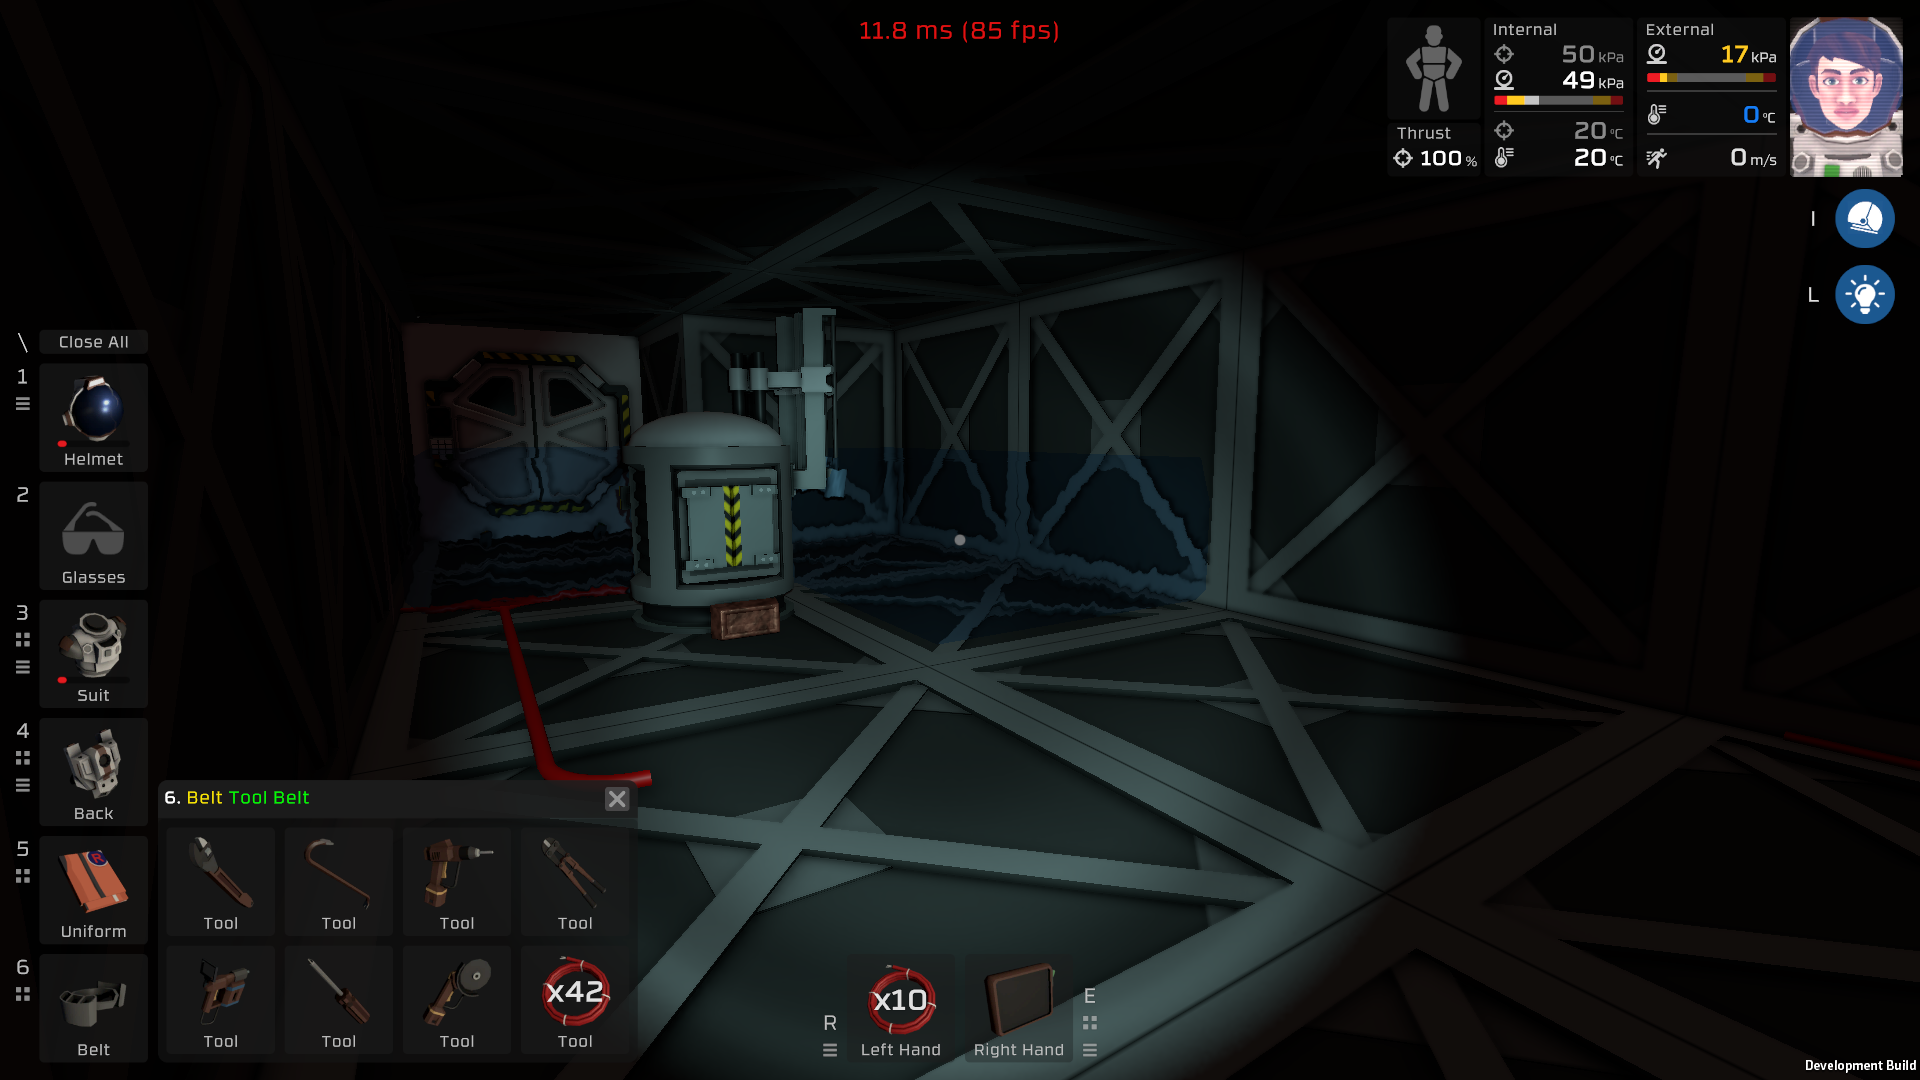 11.8 ms (85 fps)
Internal
50 kPa
49 kPa
20 °C
20 °C
External
17 kPa
0 °C
0 m/s
Thrust
100 %
I
L
\ Close All
1
Helmet
2
Glasses
3
Suit
4
Back
5
R
Uniform
6
Belt
6. Belt Tool Belt
Tool Tool Tool Tool
x42
Tool Tool Tool Tool
R
x10
Left Hand
Right Hand
E
Development Build